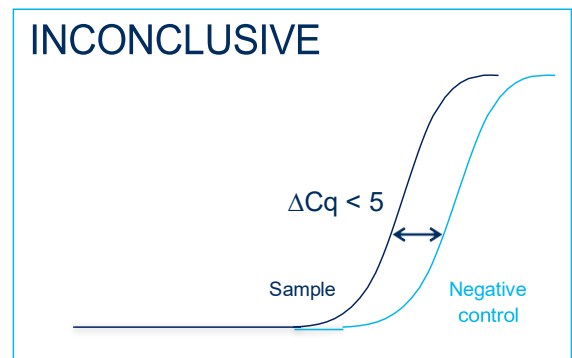 INCONCLUSIVE
ΔCq < 5
Sample
Negative
control